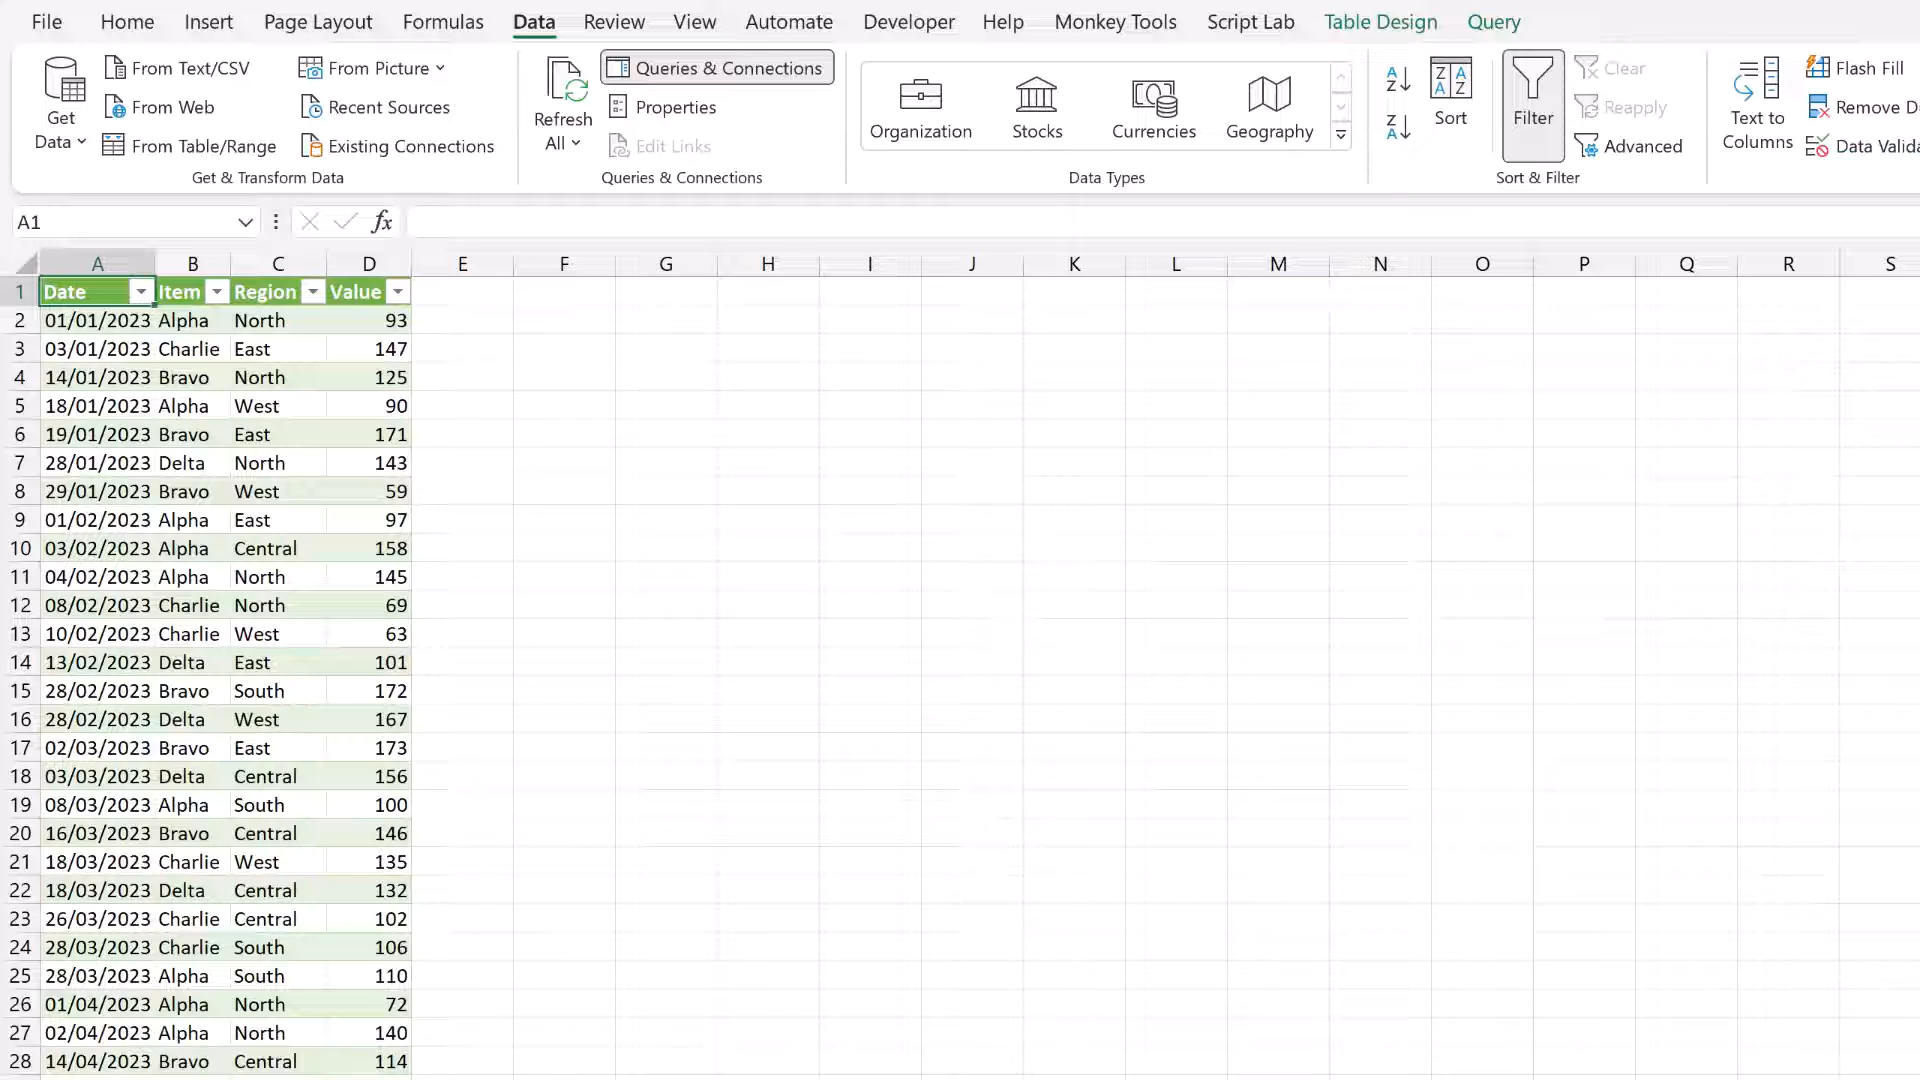 File Home Insert Page Layout Formulas Data Review View Automate Developer Help Monkey Tools Script Lab Table Design Query
Get Data
From Text/CSV
From Web
From Table/Range
From Picture
Recent Sources
Existing Connections
Get & Transform Data
Refresh All
Queries & Connections
Properties
Edit Links
Queries & Connections
Organization
Stocks
Currencies
Geography
Data Types
Sort
Filter
Clear
Reapply
Advanced
Sort & Filter
Text to Columns
Flash Fill
Remove D
Data Valida
A1 fx
A B C D E F G H I J K L M N O P Q R S
1 Date Item Region Value
2 01/01/2023 Alpha North 93
3 03/01/2023 Charlie East 147
4 14/01/2023 Bravo North 125
5 18/01/2023 Alpha West 90
6 19/01/2023 Bravo East 171
7 28/01/2023 Delta North 143
8 29/01/2023 Bravo West 59
9 01/02/2023 Alpha East 97
10 03/02/2023 Alpha Central 158
11 04/02/2023 Alpha North 145
12 08/02/2023 Charlie North 69
13 10/02/2023 Charlie West 63
14 13/02/2023 Delta East 101
15 28/02/2023 Bravo South 172
16 28/02/2023 Delta West 167
17 02/03/2023 Bravo East 173
18 03/03/2023 Delta Central 156
19 08/03/2023 Alpha South 100
20 16/03/2023 Bravo Central 146
21 18/03/2023 Charlie West 135
22 18/03/2023 Delta Central 132
23 26/03/2023 Charlie Central 102
24 28/03/2023 Charlie South 106
25 28/03/2023 Alpha South 110
26 01/04/2023 Alpha North 72
27 02/04/2023 Alpha North 140
28 14/04/2023 Bravo Central 114